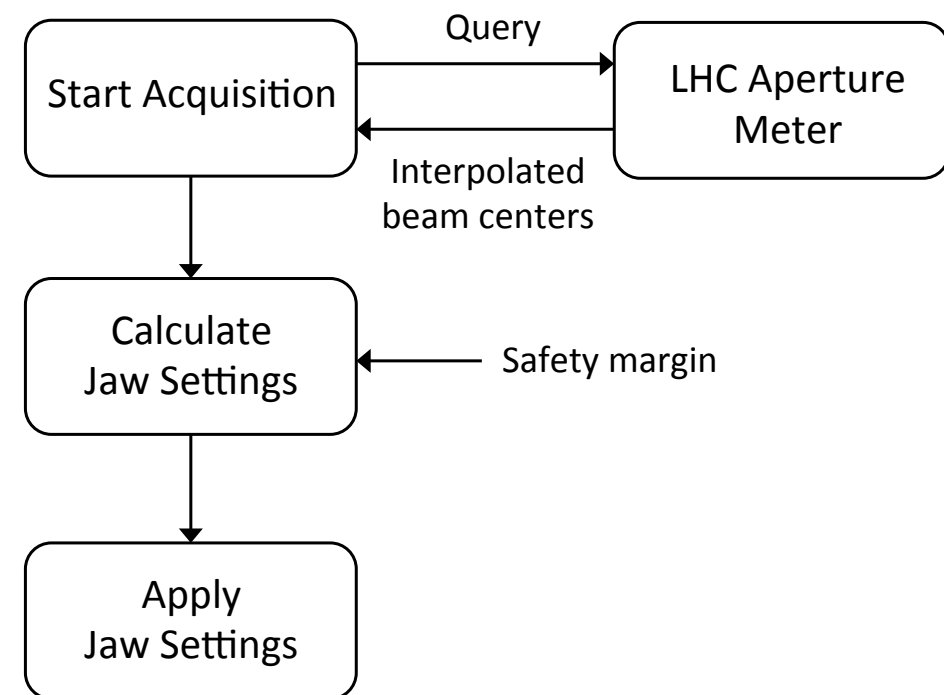 Query
Start Acquisition
LHC Aperture
Meter
Interpolated
beam centers
Calculate
Jaw Settings
Safety margin
Apply
Jaw Settings